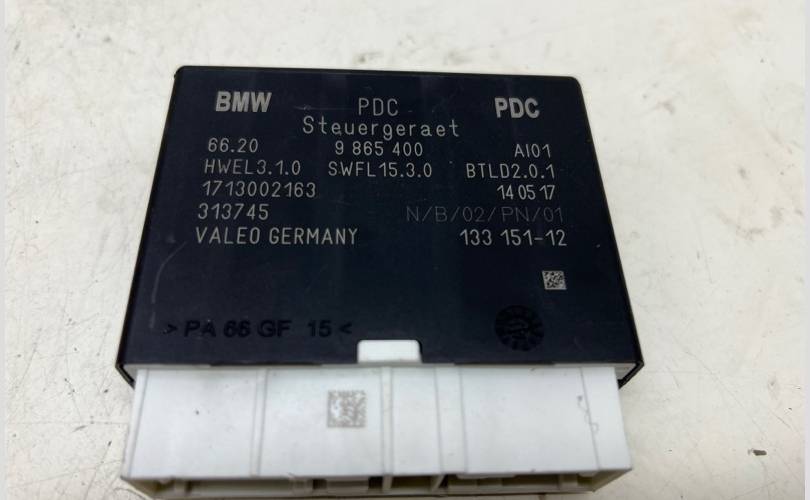 BMW PDC PDC
Steuergeraet
66.20 9 865 400 AI01
HWEL3.1.0 SWFL15.3.0 BTLD2.0.1
1713002163 14 05 17
313745 N/B/02/PN/01
VALEO GERMANY 133 151-12
> PA 66 GF 15 <